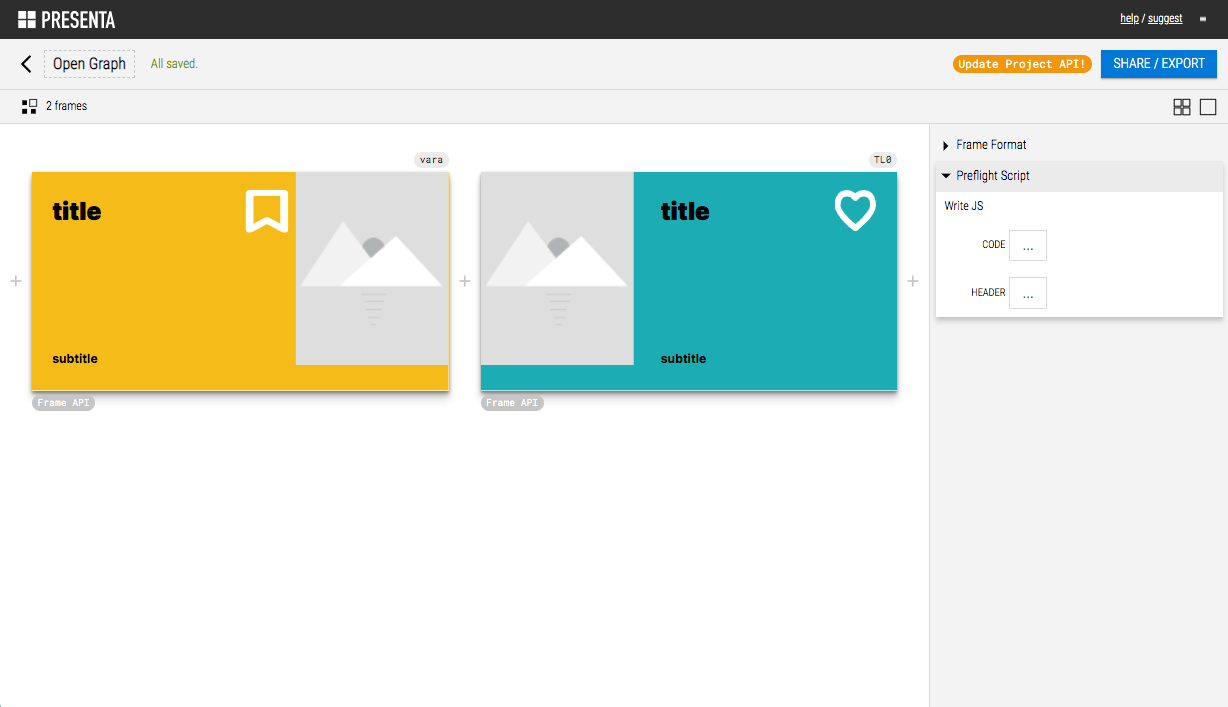 PRESENTA
help / suggest
Open Graph
All saved.
Update Project API!
SHARE / EXPORT
2 frames
vara
title
subtitle
Frame API
TL0
title
subtitle
Frame API
Frame Format
Preflight Script
Write JS
CODE
...
HEADER
...